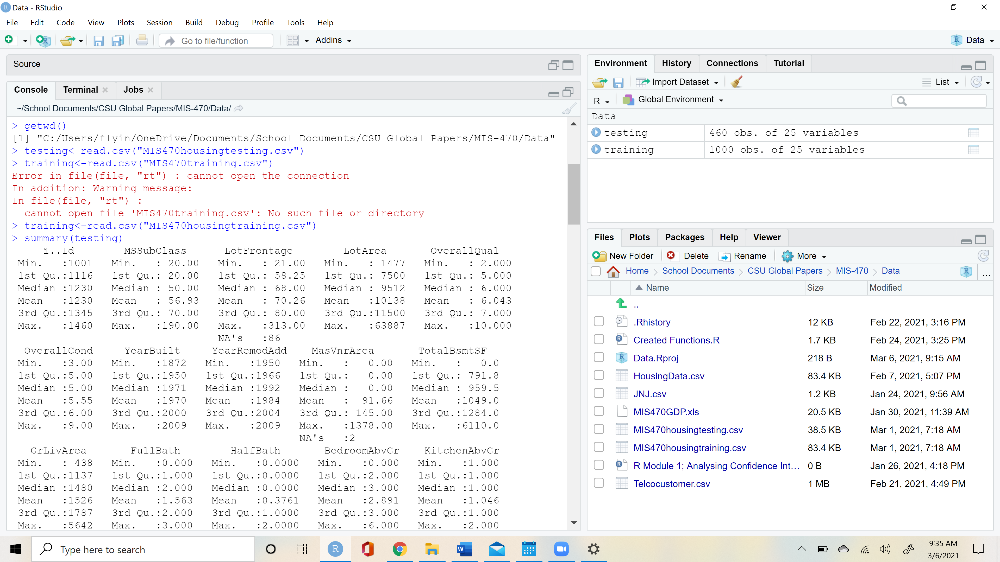 Data - RStudio
File Edit Code View Plots Session Build Debug Profile Tools Help
Go to file/function Addins Data
Source
Console Terminal Jobs
~/School Documents/CSU Global Papers/MIS-470/Data/
> getwd()
[1] "C:/Users/flyin/OneDrive/Documents/School Documents/CSU Global Papers/MIS-470/Data"
> testing<-read.csv("MIS470housingtesting.csv")
> training<-read.csv("MIS470training.csv")
Error in file(file, "rt") : cannot open the connection
In addition: Warning message:
In file(file, "rt") :
  cannot open file 'MIS470training.csv': No such file or directory
> training<-read.csv("MIS470housingtraining.csv")
> summary(testing)
     ï..Id        MSSubClass      LotFrontage        LotArea       OverallQual
 Min.   :1001   Min.   : 20.00   Min.   : 21.00   Min.   : 1477   Min.   : 2.000
 1st Qu.:1116   1st Qu.: 20.00   1st Qu.: 58.25   1st Qu.: 7500   1st Qu.: 5.000
 Median :1230   Median : 50.00   Median : 68.00   Median : 9512   Median : 6.000
 Mean   :1230   Mean   : 56.93   Mean   : 70.26   Mean   :10138   Mean   : 6.043
 3rd Qu.:1345   3rd Qu.: 70.00   3rd Qu.: 80.00   3rd Qu.:11500   3rd Qu.: 7.000
 Max.   :1460   Max.   :190.00   Max.   :313.00   Max.   :63887   Max.   :10.000
                                 NA's   :86
  OverallCond     YearBuilt     YearRemodAdd    MasVnrArea       TotalBsmtSF
 Min.   :3.00   Min.   :1872   Min.   :1950   Min.   :   0.00   Min.   :   0.0
 1st Qu.:5.00   1st Qu.:1950   1st Qu.:1966   1st Qu.:   0.00   1st Qu.: 791.8
 Median :5.00   Median :1971   Median :1992   Median :   0.00   Median : 959.5
 Mean   :5.55   Mean   :1970   Mean   :1984   Mean   :  91.66   Mean   :1049.0
 3rd Qu.:6.00   3rd Qu.:2000   3rd Qu.:2004   3rd Qu.: 145.00   3rd Qu.:1284.0
 Max.   :9.00   Max.   :2009   Max.   :2009   Max.   :1378.00   Max.   :6110.0
                                              NA's   :2
   GrLivArea       FullBath        HalfBath       BedroomAbvGr    KitchenAbvGr
 Min.   : 438   Min.   :0.000   Min.   :0.0000   Min.   :0.000   Min.   :1.000
 1st Qu.:1137   1st Qu.:1.000   1st Qu.:0.0000   1st Qu.:2.000   1st Qu.:1.000
 Median :1480   Median :2.000   Median :0.0000   Median :3.000   Median :1.000
 Mean   :1526   Mean   :1.563   Mean   :0.3761   Mean   :2.891   Mean   :1.046
 3rd Qu.:1787   3rd Qu.:2.000   3rd Qu.:1.0000   3rd Qu.:3.000   3rd Qu.:1.000
 Max.   :5642   Max.   :3.000   Max.   :2.0000   Max.   :6.000   Max.   :2.000
Environment History Connections Tutorial
Import Dataset List
R Global Environment
Data
testing 460 obs. of 25 variables
training 1000 obs. of 25 variables
Files Plots Packages Help Viewer
New Folder Delete Rename More
Home School Documents CSU Global Papers MIS-470 Data ...
Name Size Modified
..
.Rhistory 12 KB Feb 22, 2021, 3:16 PM
Created Functions.R 1.7 KB Feb 24, 2021, 3:25 PM
Data.Rproj 218 B Mar 6, 2021, 9:15 AM
HousingData.csv 83.4 KB Feb 7, 2021, 5:07 PM
JNJ.csv 1.2 KB Jan 24, 2021, 9:56 AM
MIS470GDP.xls 20.5 KB Jan 30, 2021, 11:39 AM
MIS470housingtesting.csv 38.5 KB Mar 1, 2021, 7:18 AM
MIS470housingtraining.csv 83.4 KB Mar 1, 2021, 7:18 AM
R Module 1; Analysing Confidence Int... 0 B Jan 26, 2021, 4:18 PM
Telcocustomer.csv 1 MB Feb 21, 2021, 4:49 PM
Type here to search
9:35 AM
3/6/2021